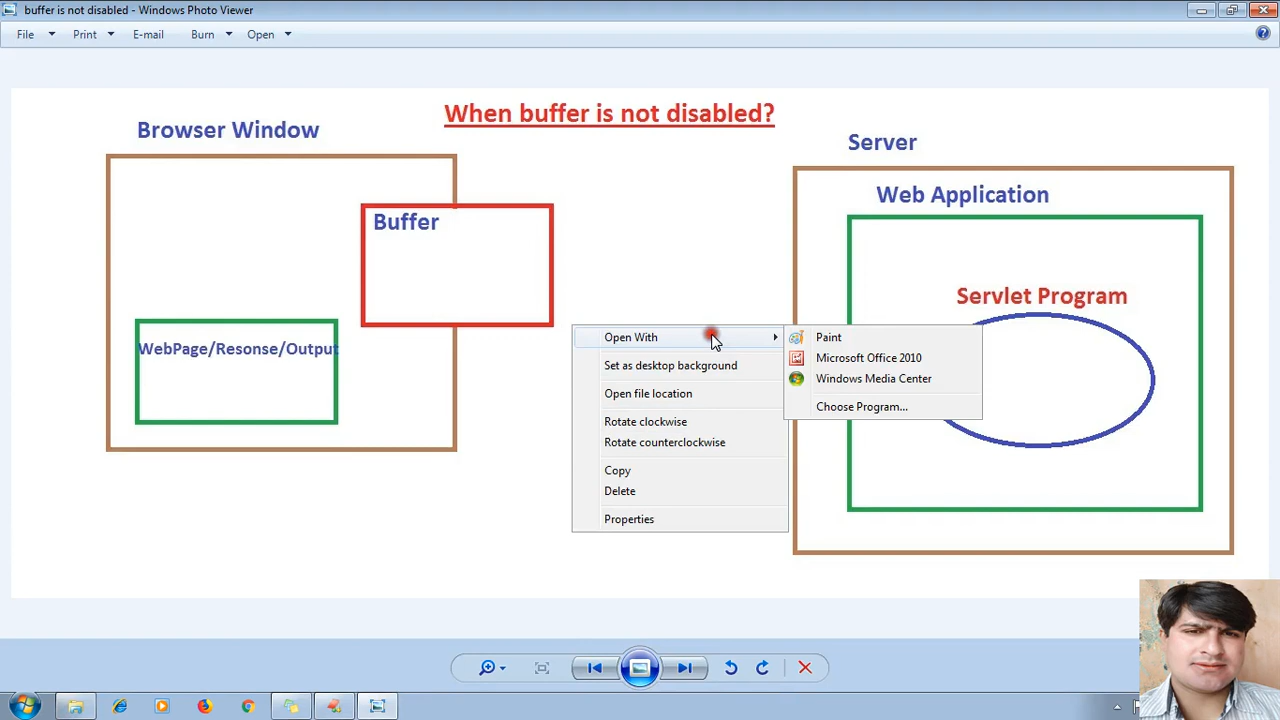 buffer is not disabled - Windows Photo Viewer
File Print E-mail Burn Open
When buffer is not disabled?
Browser Window
Server
Web Application
Buffer
Servlet Program
WebPage/Resonse/Output
Open With
Set as desktop background
Open file location
Rotate clockwise
Rotate counterclockwise
Copy
Delete
Properties
Paint
Microsoft Office 2010
Windows Media Center
Choose Program...